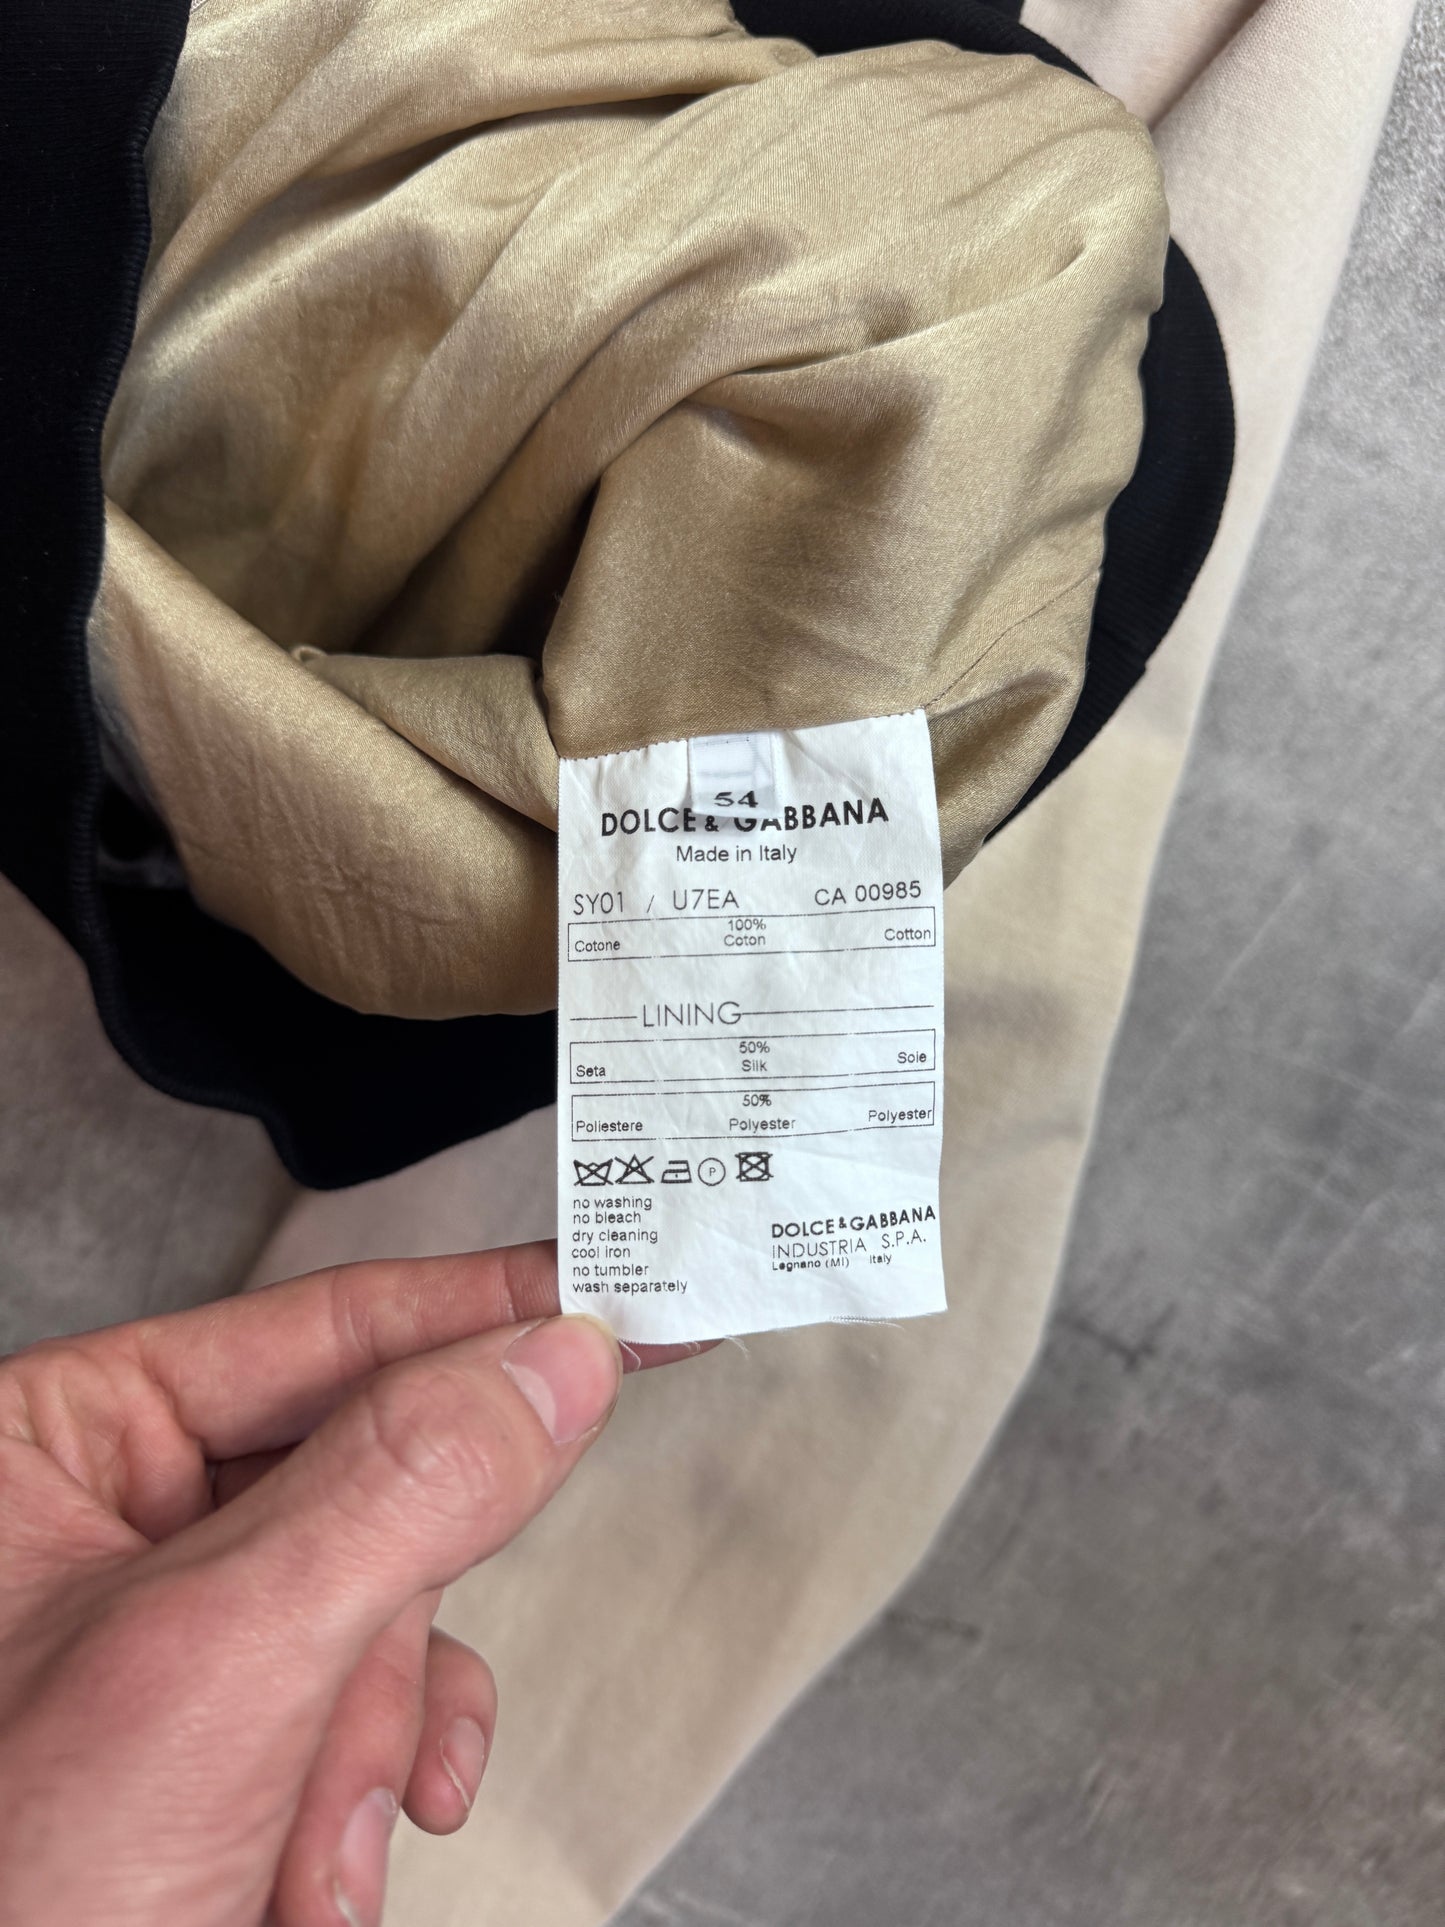 54
DOLCE & GABBANA
Made in Italy
SY01 / U7EA CA 00985
100%
Cotone Coton Cotton
LINING
50%
Seta Silk Soie
50%
Poliestere Polyester Polyester
P
no washing
no bleach
dry cleaning
cool iron
no tumbler
wash separately
DOLCE&GABBANA
INDUSTRIA S.P.A.
Legnano (MI) Italy